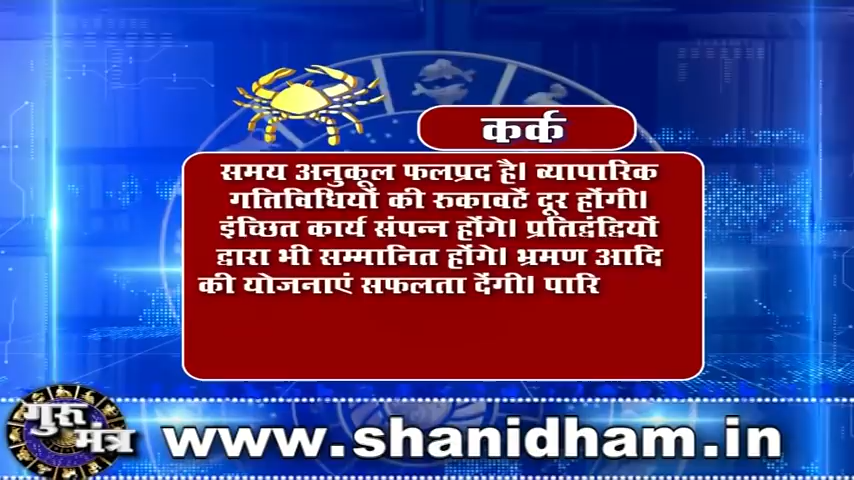 कर्क
समय अनुकूल फलप्रद है। व्यापारिक
गतिविधियों की रुकावटें दूर होंगी।
इंच्छित कार्य संपन्न होंगे। प्रतिद्वंद्वियों
द्वारा भी सम्मानित होंगे। भ्रमण आदि
की योजनाएं सफलता देंगी। पारि
गुरु
मंत्र
www.shanidham.in